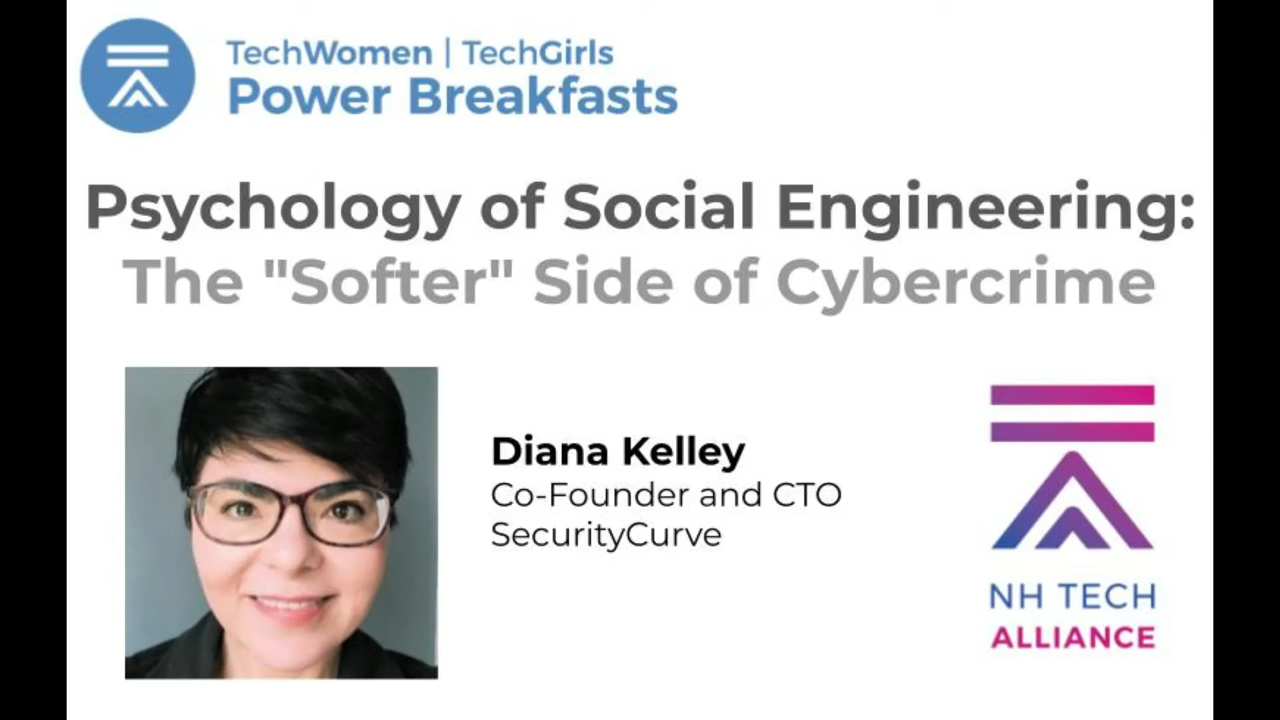 TechWomen | TechGirls
Power Breakfasts
Psychology of Social Engineering:
The "Softer" Side of Cybercrime
Diana Kelley
Co-Founder and CTO
SecurityCurve
NH TECH
ALLIANCE